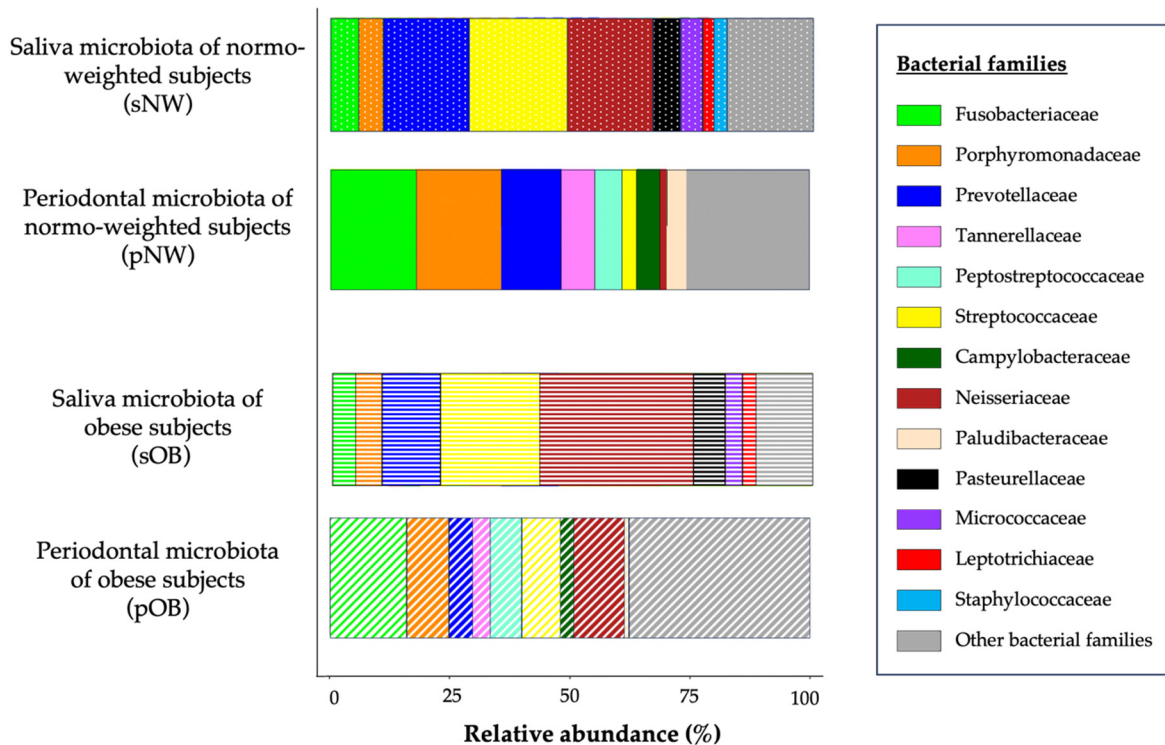 Saliva microbiota of normo-
weighted subjects
(sNW)
Periodontal microbiota of
normo-weighted subjects
(pNW)
Saliva microbiota of
obese subjects
(sOB)
Periodontal microbiota
of obese subjects
(pOB)
0 25 50 75 100
Relative abundance (%)
Bacterial families
Fusobacteriaceae
Porphyromonadaceae
Prevotellaceae
Tannerellaceae
Peptostreptococcaceae
Streptococcaceae
Campylobacteraceae
Neisseriaceae
Paludibacteraceae
Pasteurellaceae
Micrococcaceae
Leptotrichiaceae
Staphylococcaceae
Other bacterial families